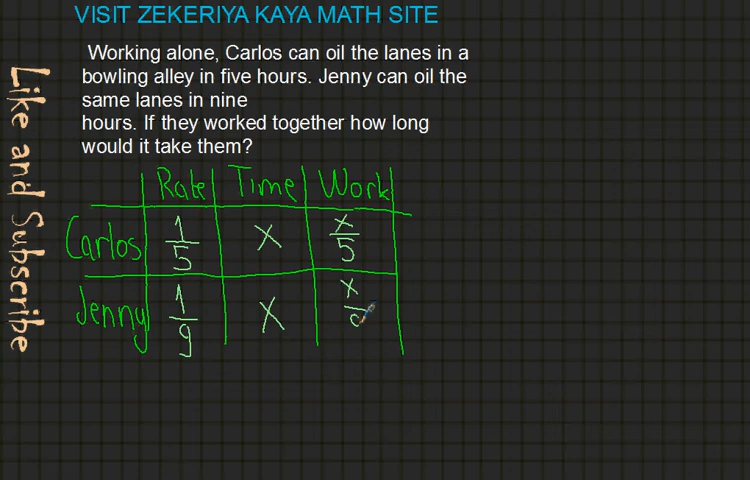 VISIT ZEKERIYA KAYA MATH SITE
Working alone, Carlos can oil the lanes in a
bowling alley in five hours. Jenny can oil the
same lanes in nine
hours. If they worked together how long
would it take them?
Like and Subscribe
Rate Time Work
Carlos 1/5 x x/5
Jenny 1/9 x x/